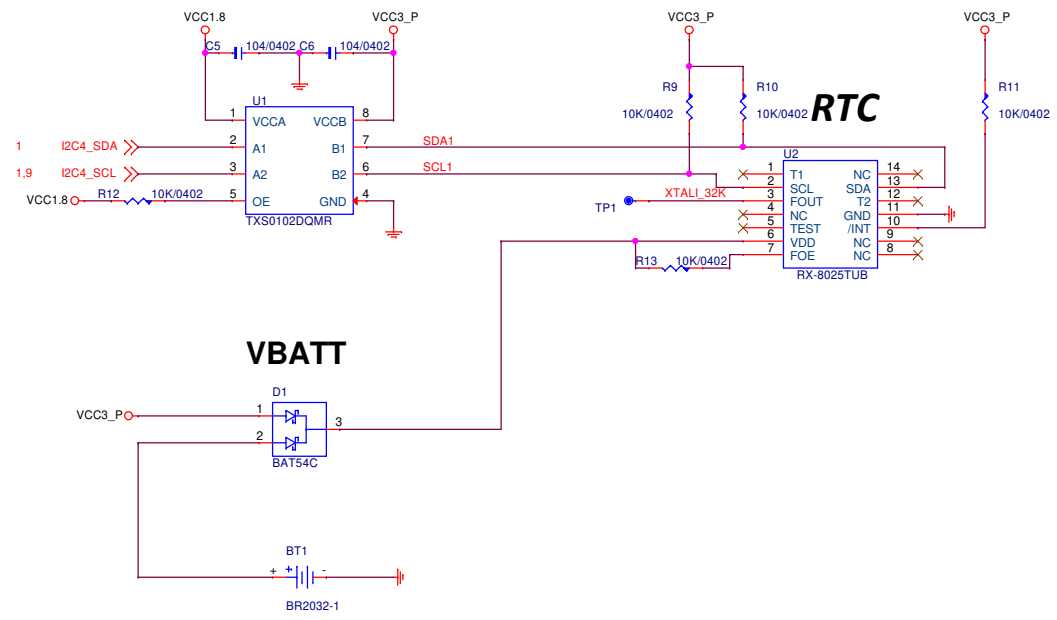 VCC1.8
VCC3_P
VCC3_P
VCC3_P
C5
104/0402
C6
104/0402
R9
10K/0402
R10
10K/0402
RTC
R11
10K/0402
U1
1 VCCA VCCB 8
1 I2C4_SDA 2 A1 B1 7 SDA1
1,9 I2C4_SCL 3 A2 B2 6 SCL1
VCC1.8 R12 10K/0402 5 OE GND 4
TXS0102DQMR
U2
1 T1 NC 14
2 SCL SDA 13
TP1 XTALI_32K 3 FOUT T2 12
4 NC GND 11
5 TEST /INT 10
6 VDD NC 9
R13 10K/0402 7 FOE NC 8
RX-8025TUB
VBATT
D1
VCC3_P 1
2 3
BAT54C
BT1
+ + -
BR2032-1